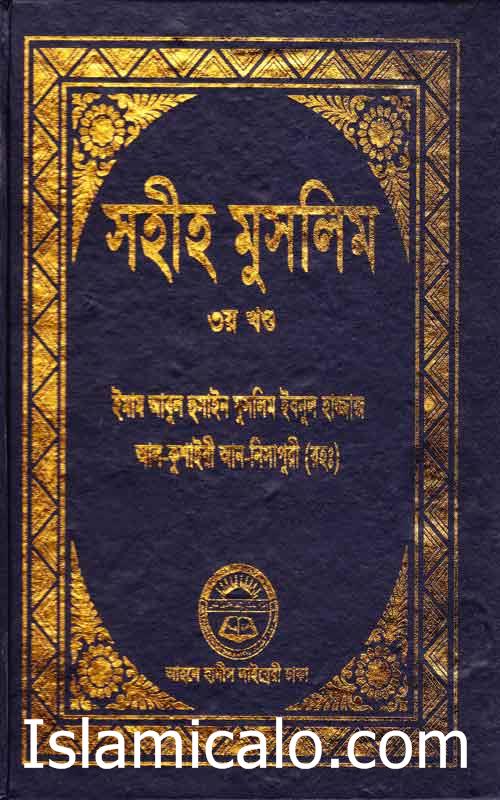 সহীহ মুসলিম
৩য় খণ্ড
ইমাম আবুল হুসাইন মুসলিম ইবনুল হাজ্জাজ
আল-কুশাইরী আন-নিসাপুরী (রহঃ)
আহলে হাদীস লাইব্রেরী ঢাকা
Islamicalo.com